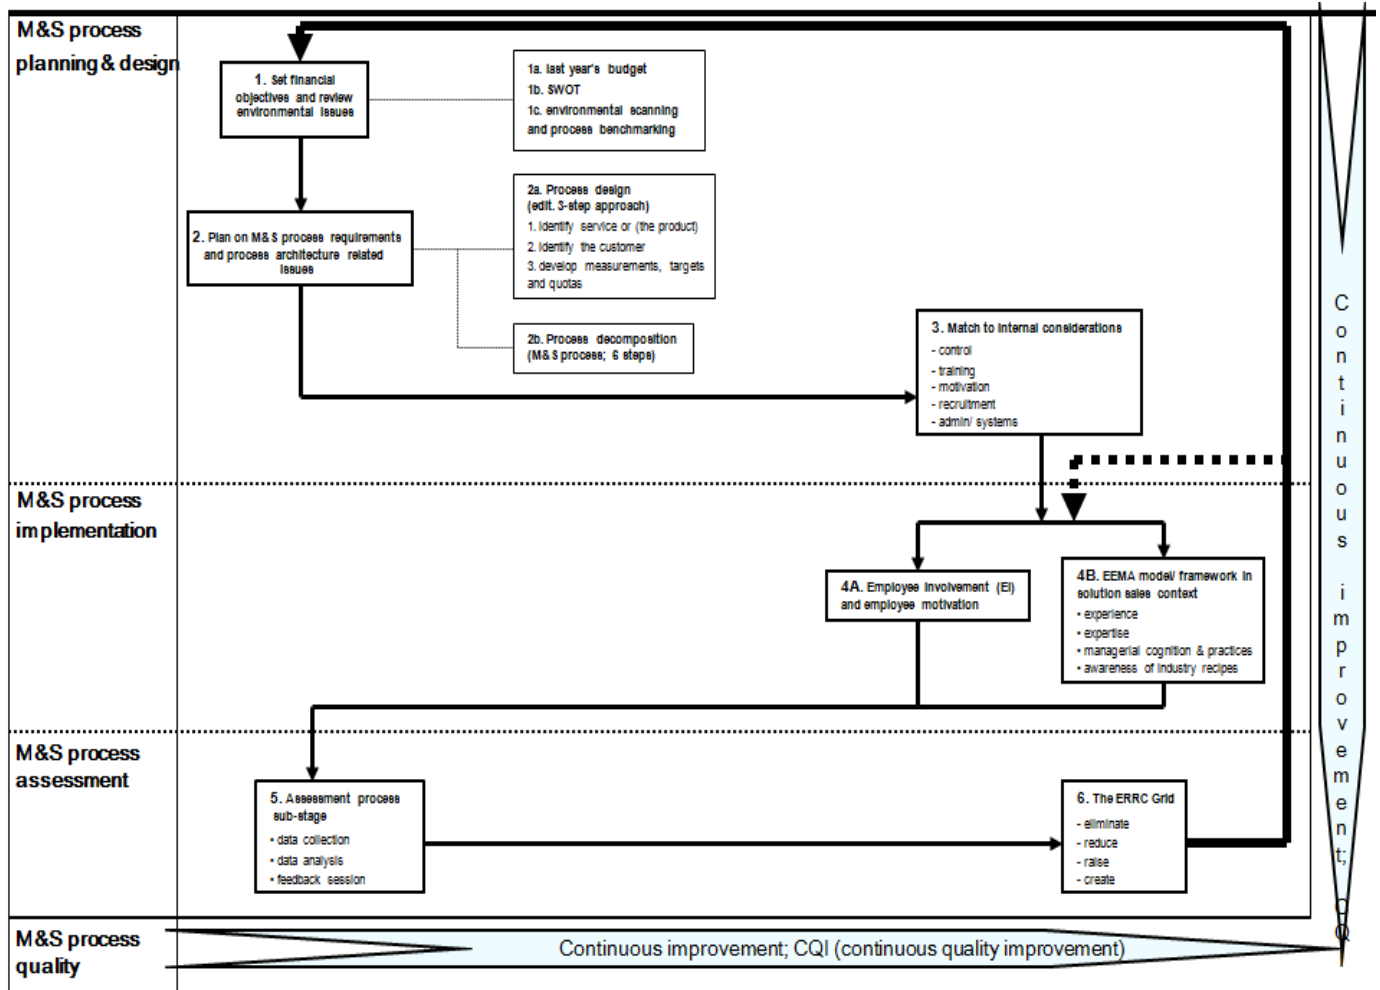 M&S process
planning & design
1. Set financial
objectives and review
environmental issues
1a. last year's budget
1b. SWOT
1c. environmental scanning
and process benchmarking
2. Plan on M&S process requirements
and process architecture related
issues
2a. Process design
(edit. 3-step approach)
1. identify service or (the product)
2. identify the customer
3. develop measurements, targets
and quotas
2b. Process decomposition
(M&S process; 6 steps)
3. Match to internal considerations
- control
- training
- motivation
- recruitment
- admin/ systems
M&S process
implementation
4A. Employee involvement (EI)
and employee motivation
4B. EEMA model/ framework in
solution sales context
• experience
• expertise
• managerial cognition & practices
• awareness of industry recipes
M&S process
assessment
5. Assessment process
sub-stage
• data collection
• data analysis
• feedback session
6. The ERRC Grid
- eliminate
- reduce
- raise
- create
M&S process
quality
Continuous improvement; CQI (continuous quality improvement)
Continuous improvement; CQ